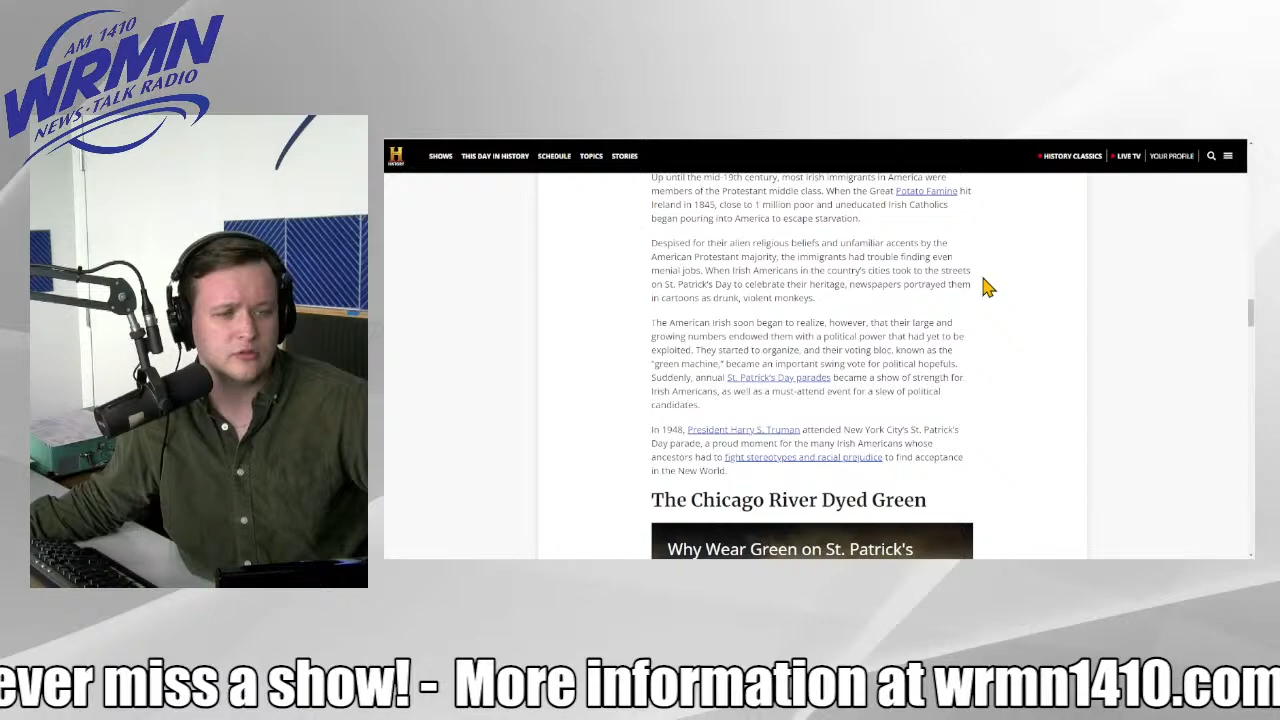 AM 1410
WRMN
NEWS·TALK RADIO
H
HISTORY
SHOWS
THIS DAY IN HISTORY
SCHEDULE
TOPICS
STORIES
HISTORY CLASSICS
LIVE TV
YOUR PROFILE
Up until the mid-19th century, most Irish immigrants in America were
members of the Protestant middle class. When the Great Potato Famine hit
Ireland in 1845, close to 1 million poor and uneducated Irish Catholics
began pouring into America to escape starvation.
Despised for their alien religious beliefs and unfamiliar accents by the
American Protestant majority, the immigrants had trouble finding even
menial jobs. When Irish Americans in the country's cities took to the streets
on St. Patrick's Day to celebrate their heritage, newspapers portrayed them
in cartoons as drunk, violent monkeys.
The American Irish soon began to realize, however, that their large and
growing numbers endowed them with a political power that had yet to be
exploited. They started to organize, and their voting bloc, known as the
"green machine," became an important swing vote for political hopefuls.
Suddenly, annual St. Patrick's Day parades became a show of strength for
Irish Americans, as well as a must-attend event for a slew of political
candidates.
In 1948, President Harry S. Truman attended New York City's St. Patrick's
Day parade, a proud moment for the many Irish Americans whose
ancestors had to fight stereotypes and racial prejudice to find acceptance
in the New World.
The Chicago River Dyed Green
Why Wear Green on St. Patrick's
ever miss a show! - More information at wrmn1410.com